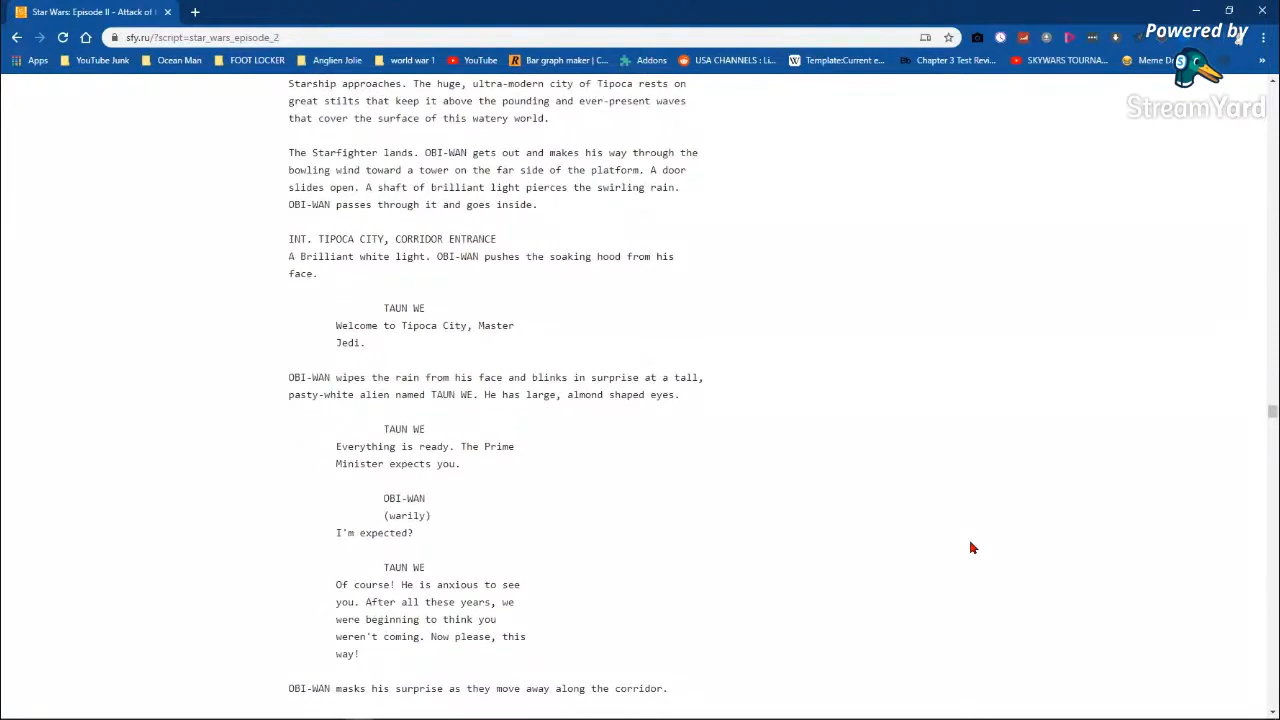 Star Wars: Episode II - Attack of
sfy.ru/?script=star_wars_episode_2
Powered by
Apps YouTube Junk Ocean Man FOOT LOCKER Anglien Jolie world war 1 YouTube Bar graph maker | C... Addons USA CHANNELS : Li... Template:Current e... Chapter 3 Test Revi... SKYWARS TOURNA... Meme
StreamYard
Starship approaches. The huge, ultra-modern city of Tipoca rests on
great stilts that keep it above the pounding and ever-present waves
that cover the surface of this watery world.
The Starfighter lands. OBI-WAN gets out and makes his way through the
bowling wind toward a tower on the far side of the platform. A door
slides open. A shaft of brilliant light pierces the swirling rain.
OBI-WAN passes through it and goes inside.
INT. TIPOCA CITY, CORRIDOR ENTRANCE
A Brilliant white light. OBI-WAN pushes the soaking hood from his
face.
TAUN WE
Welcome to Tipoca City, Master
Jedi.
OBI-WAN wipes the rain from his face and blinks in surprise at a tall,
pasty-white alien named TAUN WE. He has large, almond shaped eyes.
TAUN WE
Everything is ready. The Prime
Minister expects you.
OBI-WAN
(warily)
I'm expected?
TAUN WE
Of course! He is anxious to see
you. After all these years, we
were beginning to think you
weren't coming. Now please, this
way!
OBI-WAN masks his surprise as they move away along the corridor.